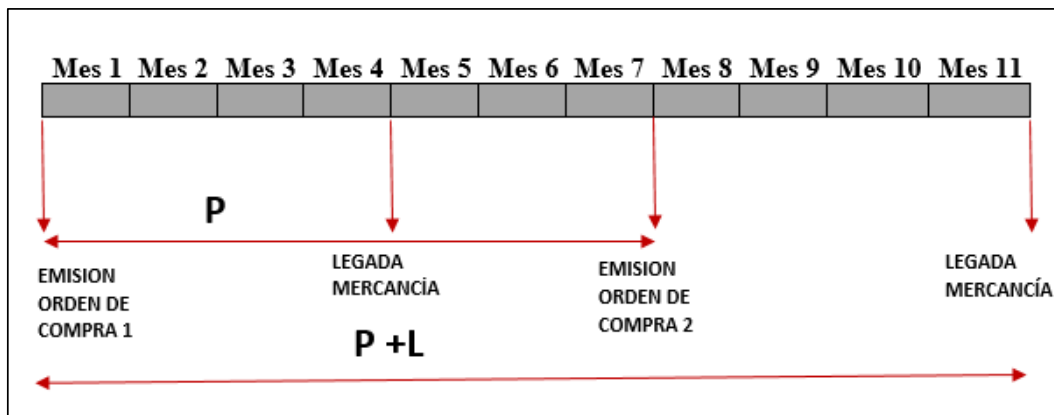 Mes 1 Mes 2 Mes 3 Mes 4 Mes 5 Mes 6 Mes 7 Mes 8 Mes 9 Mes 10 Mes 11
P
EMISION
ORDEN DE
COMPRA 1
LEGADA
MERCANCÌA
EMISION
ORDEN DE
COMPRA 2
LEGADA
MERCANCÍA
P +L